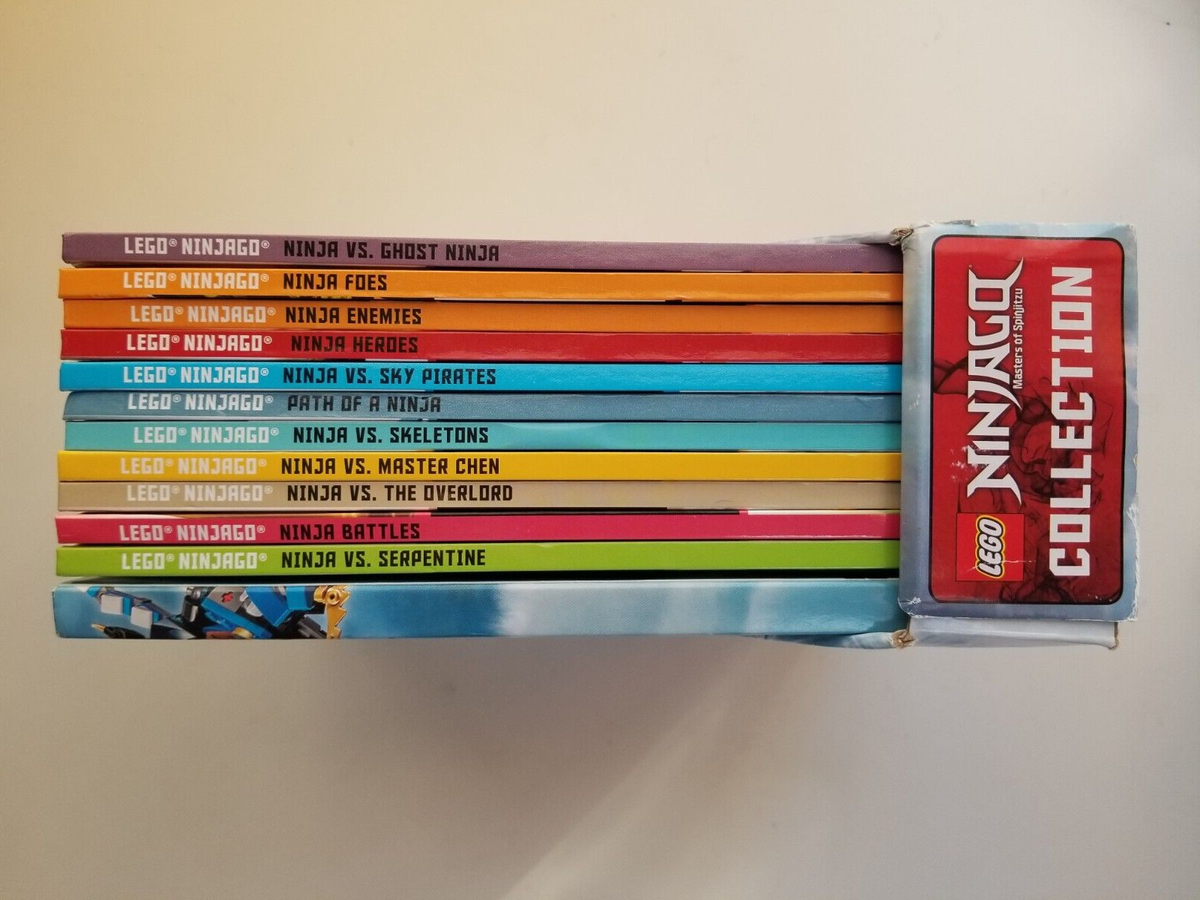 LEGO® NINJAGO® NINJA VS. GHOST NINJA
LEGO® NINJAGO® NINJA FOES
LEGO® NINJAGO® NINJA ENEMIES
LEGO® NINJAGO® NINJA HEROES
LEGO® NINJAGO® NINJA VS. SKY PIRATES
LEGO® NINJAGO® PATH OF A NINJA
LEGO® NINJAGO® NINJA VS. SKELETONS
LEGO® NINJAGO® NINJA VS. MASTER CHEN
LEGO® NINJAGO® NINJA VS. THE OVERLORD
LEGO® NINJAGO® NINJA BATTLES
LEGO® NINJAGO® NINJA VS. SERPENTINE
LEGO NINJAGO
Masters of Spinjitzu
COLLECTION